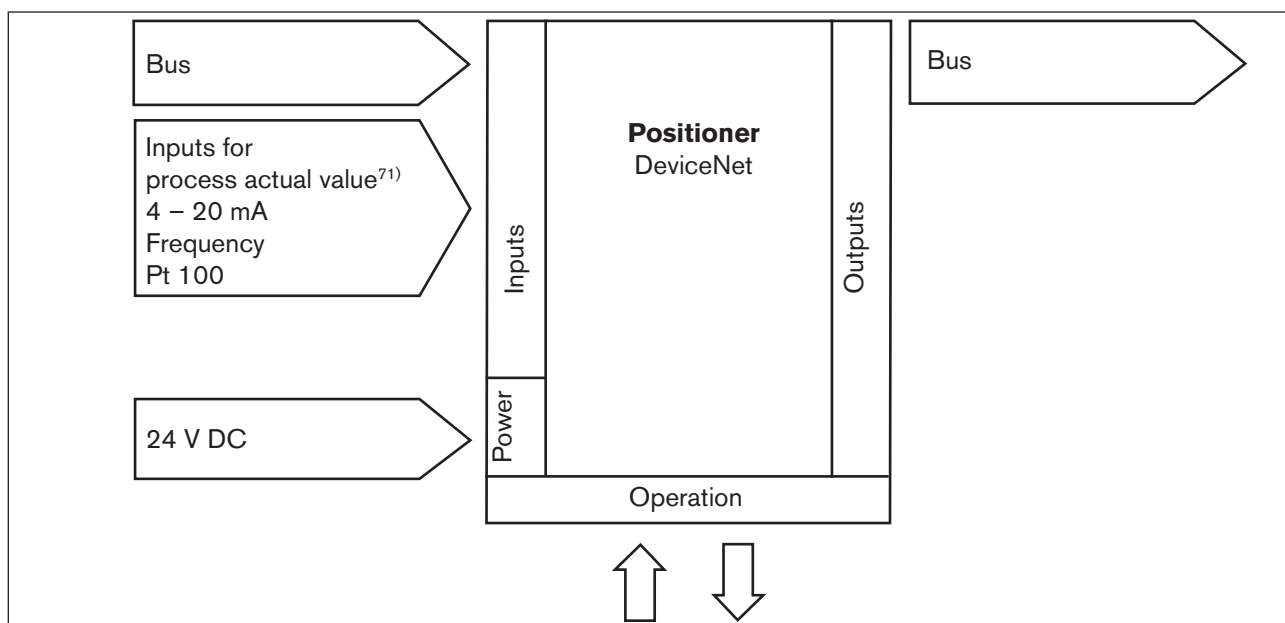 Bus
Inputs for
process actual value71)
4 – 20 mA
Frequency
Pt 100
24 V DC
Inputs
Power
Positioner
DeviceNet
Outputs
Operation
Bus